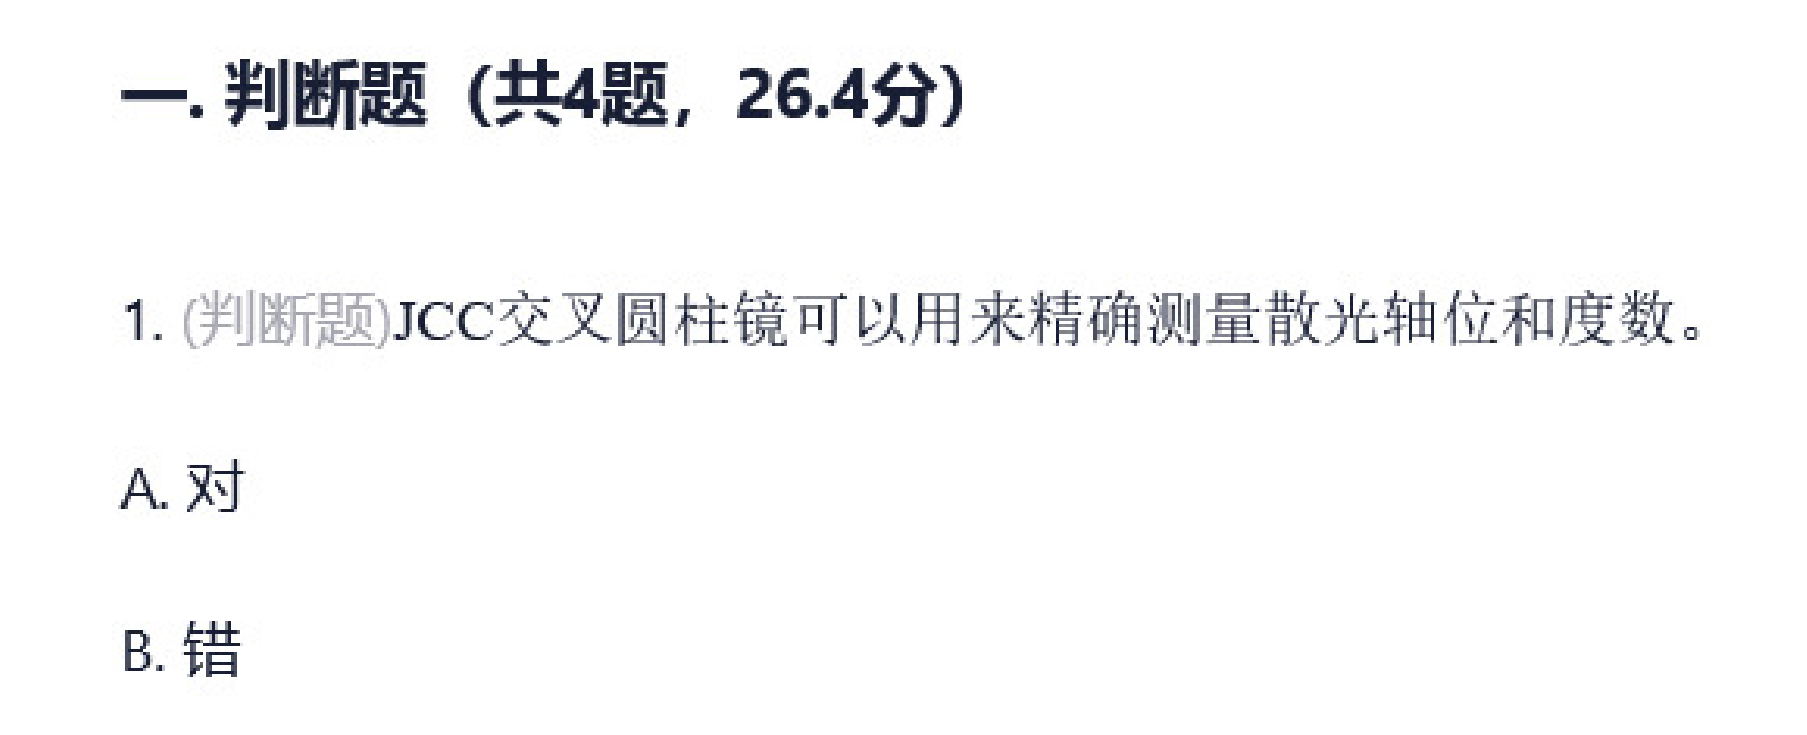 一. 判断题（共4题，26.4分）
1. (判断题)JCC交叉圆柱镜可以用来精确测量散光轴位和度数。
A. 对
B. 错